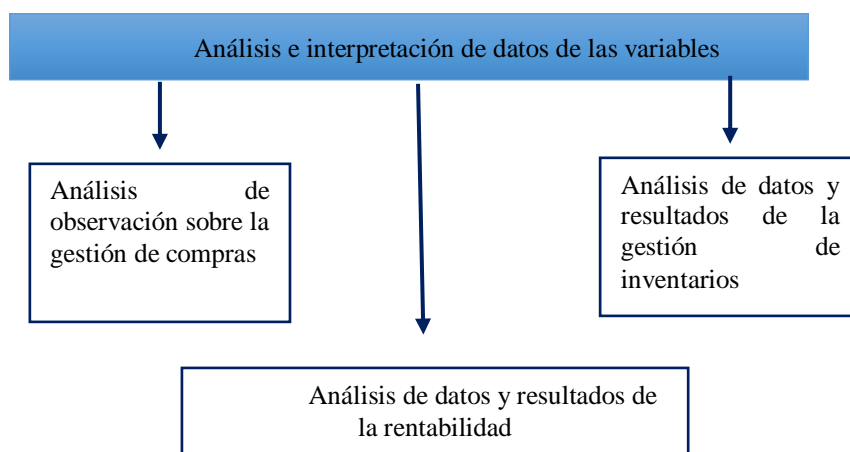 Análisis e interpretación de datos de las variables
Análisis de
observación sobre la
gestión de compras
Análisis de datos y
resultados de la
gestión de
inventarios
Análisis de datos y resultados de
la rentabilidad